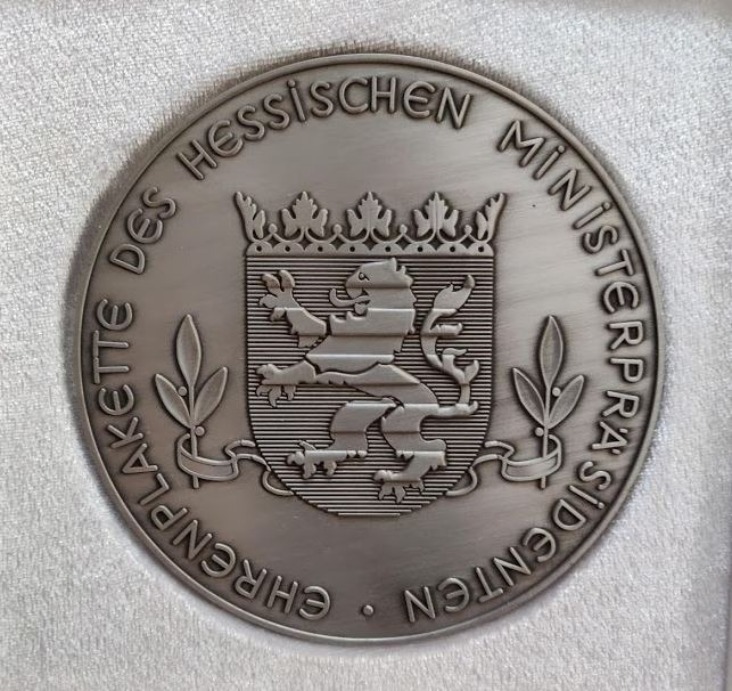 EHRENPLAKETTE DES HESSISCHEN MINISTERPRÄSIDENTEN ·